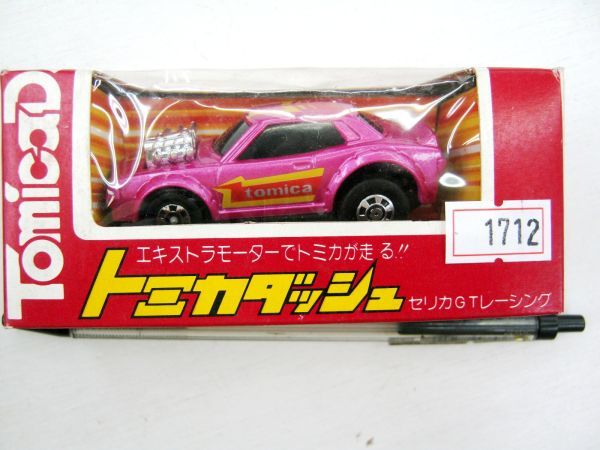 TomicaD
tomica
1712
エキストラモーターでトミカが走る!!
トミカダッシュ
セリカGTレーシング